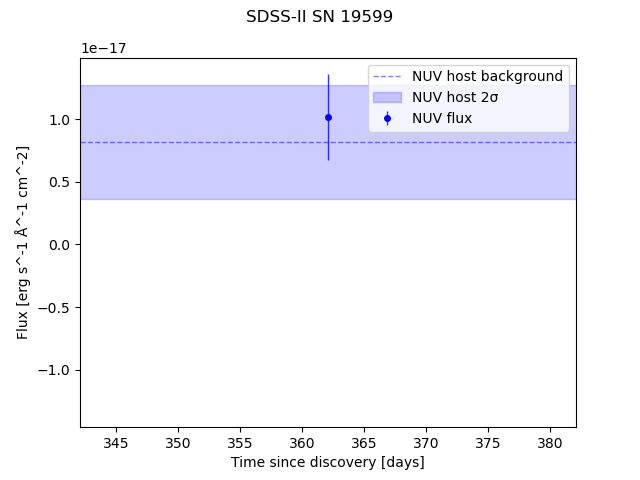 SDSS-II SN 19599
1e−17
NUV host background
NUV host 2σ
NUV flux
1.0
0.5
0.0
−0.5
−1.0
Flux [erg s^-1 Å^-1 cm^-2]
345 350 355 360 365 370 375 380
Time since discovery [days]